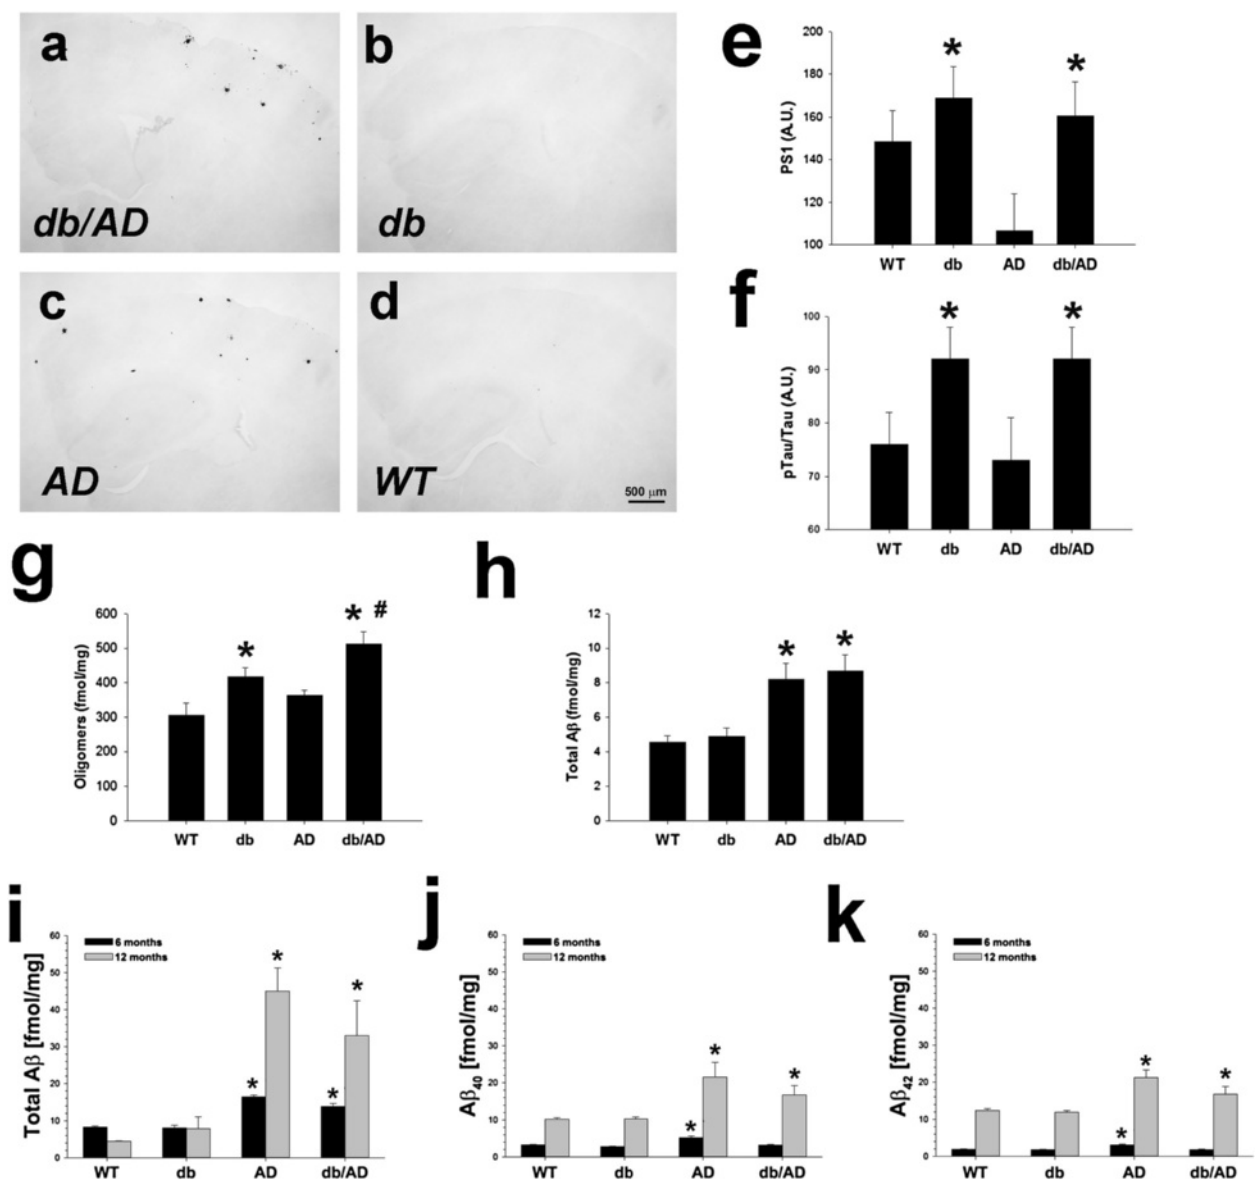 a
db/AD
b
db
c
AD
d
WT
500 μm
e
PS1 (A.U.)
200
180
160
140
120
100
*
*
WT db AD db/AD
f
pTau/Tau (A.U.)
100
90
80
70
60
*
*
WT db AD db/AD
g
Oligomers (fmol/mg)
600
500
400
300
200
100
0
*
* #
WT db AD db/AD
h
Total Aβ (fmol/mg)
12
10
8
6
4
2
0
*
*
WT db AD db/AD
i
Total Aβ [fmol/mg]
60
50
40
30
20
10
0
6 months
12 months
*
*
*
*
WT db AD db/AD
j
Aβ40 [fmol/mg]
60
50
40
30
20
10
0
6 months
12 months
*
*
*
WT db AD db/AD
k
Aβ42 [fmol/mg]
60
50
40
30
20
10
0
6 months
12 months
*
*
*
WT db AD db/AD